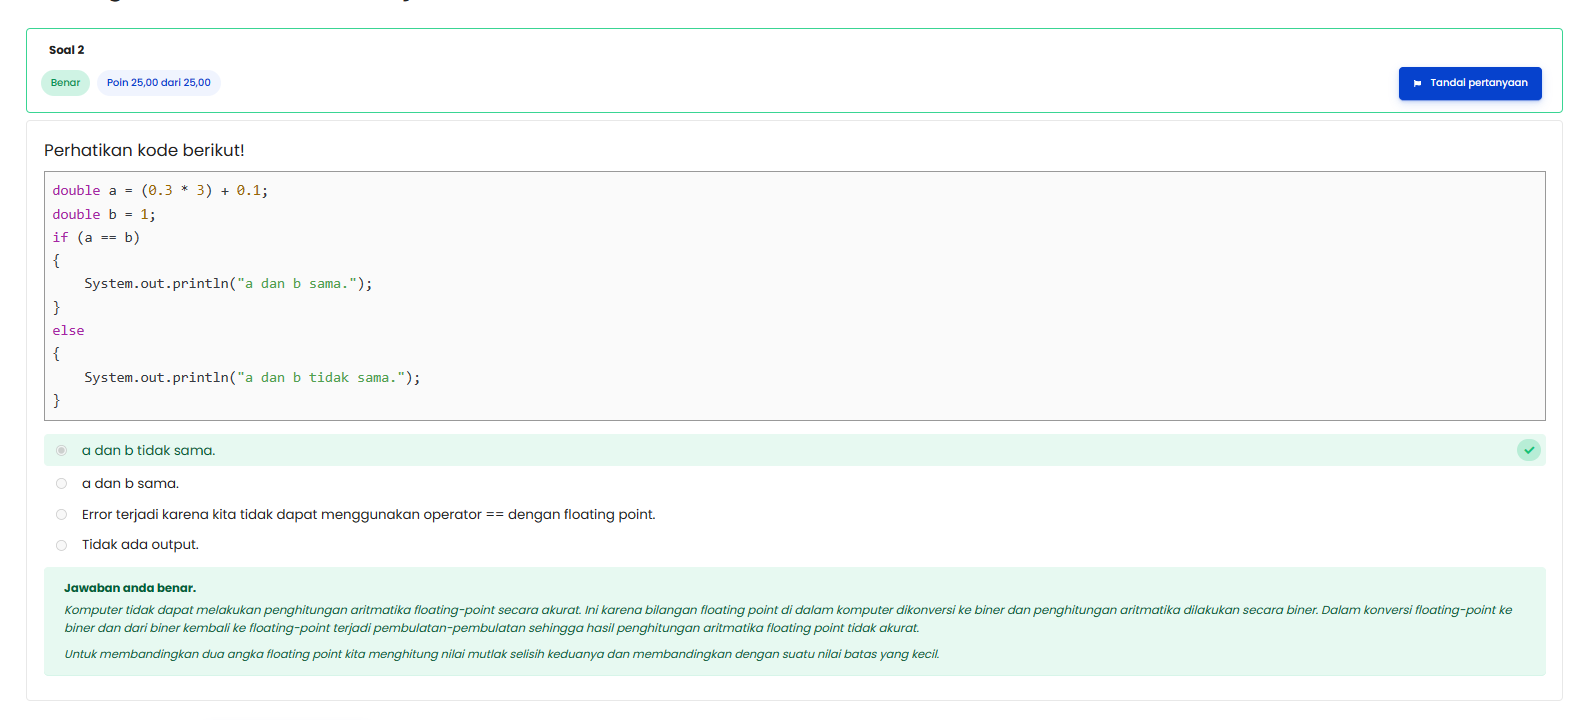 Soal 2
Benar
Poin 25,00 dari 25,00
Tandai pertanyaan
Perhatikan kode berikut!
double a = (0.3 * 3) + 0.1;
double b = 1;
if (a == b)
{
    System.out.println("a dan b sama.");
}
else
{
    System.out.println("a dan b tidak sama.");
}
a dan b tidak sama.
a dan b sama.
Error terjadi karena kita tidak dapat menggunakan operator == dengan floating point.
Tidak ada output.
Jawaban anda benar.
Komputer tidak dapat melakukan penghitungan aritmatika floating-point secara akurat. Ini karena bilangan floating point di dalam komputer dikonversi ke biner dan penghitungan aritmatika dilakukan secara biner. Dalam konversi floating-point ke
biner dan dari biner kembali ke floating-point terjadi pembulatan-pembulatan sehingga hasil penghitungan aritmatika floating point tidak akurat.
Untuk membandingkan dua angka floating point kita menghitung nilai mutlak selisih keduanya dan membandingkan dengan suatu nilai batas yang kecil.